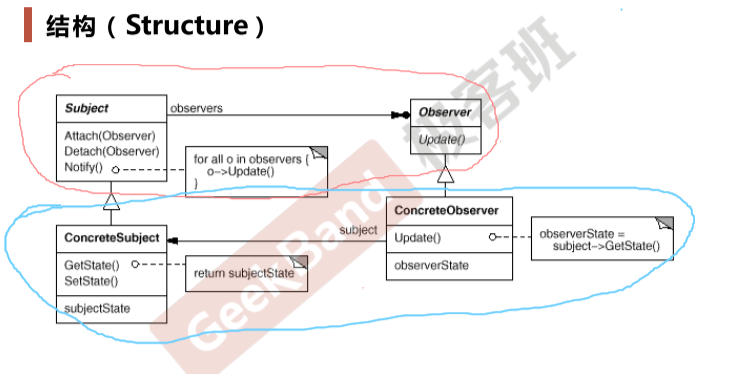 结构（Structure）
Subject
observers
Observer
Attach(Observer)
Detach(Observer)
Notify()
Update()
for all o in observers {
o->Update()
}
ConcreteSubject
subject
ConcreteObserver
GetState()
SetState()
return subjectState
Update()
observerState =
subject->GetState()
subjectState
observerState
GeekBand 极客班